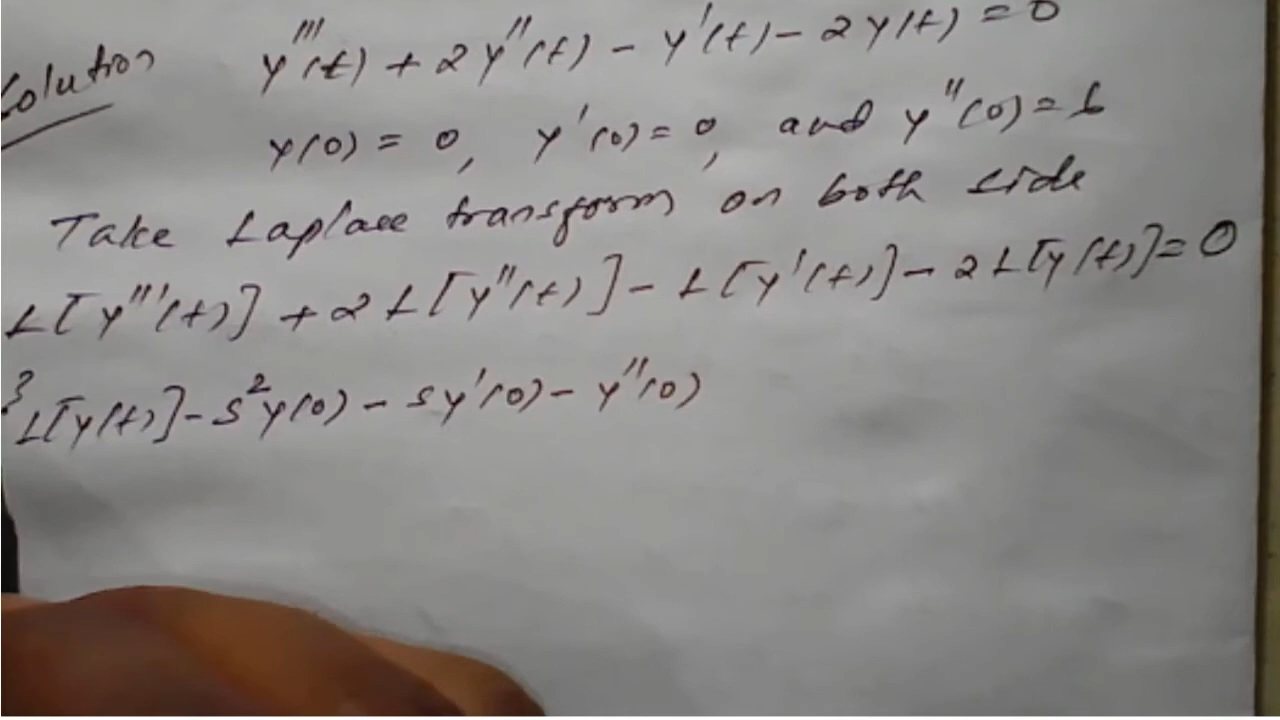 Solution y'''(t) + 2y''(t) - y'(t) - 2y(t) = 0
y(0) = 0, y'(0) = 0, and y''(0) = 6
Take Laplace transform on both side
L[y'''(t)] + 2L[y''(t)] - L[y'(t)] - 2L[y(t)] = 0
3L[y(t)] - s²y(0) - sy'(0) - y''(0)